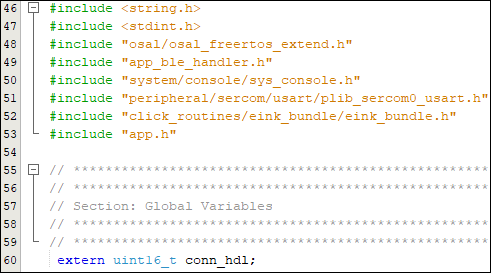 46 #include <string.h>
47 #include <stdint.h>
48 #include "osal/osal_freertos_extend.h"
49 #include "app_ble_handler.h"
50 #include "system/console/sys_console.h"
51 #include "peripheral/sercom/usart/plib_sercom0_usart.h"
52 #include "click_routines/eink_bundle/eink_bundle.h"
53 #include "app.h"
54
55 // ****************************************************
56 // ****************************************************
57 // Section: Global Variables
58 // ****************************************************
59 // ****************************************************
60 extern uint16_t conn_hdl;